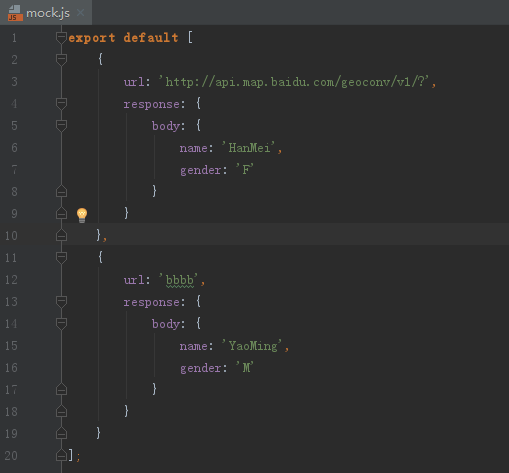 mock.js
1 export default [
2 {
3 url: 'http://api.map.baidu.com/geoconv/v1/?',
4 response: {
5 body: {
6 name: 'HanMei',
7 gender: 'F'
8 }
9 }
10 },
11 {
12 url: 'bbbb',
13 response: {
14 body: {
15 name: 'YaoMing',
16 gender: 'M'
17 }
18 }
19 }
20 ];